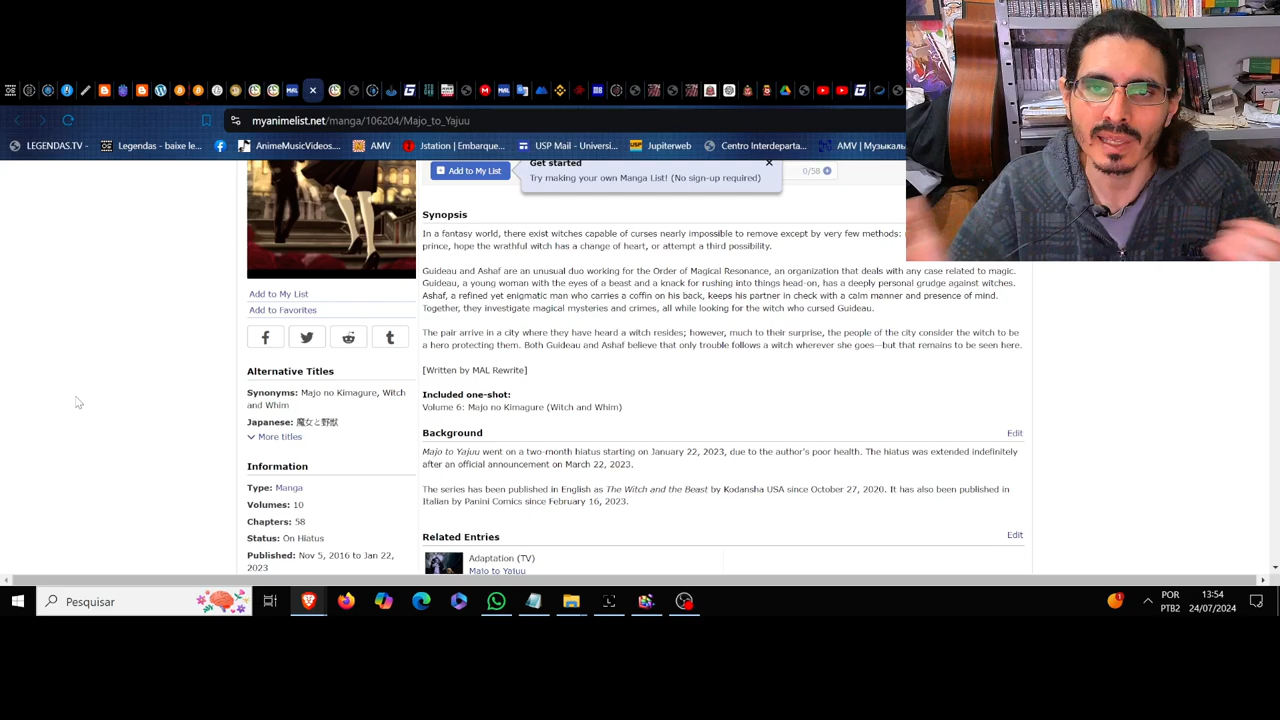 myanimelist.net/manga/106204/Majo_to_Yajuu
LEGENDAS.TV - Legendas - baixe le... AnimeMusicVideos.... AMV Jstation | Embarque... USP Mail - Universi... Jupiterweb Centro Interdeparta... AMV | Музыкаль
Get started
Add to My List
Try making your own Manga List! (No sign-up required)
0/58
Synopsis
In a fantasy world, there exist witches capable of curses nearly impossible to remove except by very few methods:
prince, hope the wrathful witch has a change of heart, or attempt a third possibility.
Guideau and Ashaf are an unusual duo working for the Order of Magical Resonance, an organization that deals with any case related to magic.
Guideau, a young woman with the eyes of a beast and a knack for rushing into things head-on, has a deeply personal grudge against witches.
Ashaf, a refined yet enigmatic man who carries a coffin on his back, keeps his partner in check with a calm manner and presence of mind.
Together, they investigate magical mysteries and crimes, all while looking for the witch who cursed Guideau.
The pair arrive in a city where they have heard a witch resides; however, much to their surprise, the people of the city consider the witch to be
a hero protecting them. Both Guideau and Ashaf believe that only trouble follows a witch wherever she goes—but that remains to be seen here.
[Written by MAL Rewrite]
Included one-shot:
Volume 6: Majo no Kimagure (Witch and Whim)
Background Edit
Majo to Yajuu went on a two-month hiatus starting on January 22, 2023, due to the author's poor health. The hiatus was extended indefinitely
after an official announcement on March 22, 2023.
The series has been published in English as The Witch and the Beast by Kodansha USA since October 27, 2020. It has also been published in
Italian by Panini Comics since February 16, 2023.
Related Entries Edit
Adaptation (TV)
Majo to Yajuu
Add to My List
Add to Favorites
Alternative Titles
Synonyms: Majo no Kimagure, Witch
and Whim
Japanese: 魔女と野獣
More titles
Information
Type: Manga
Volumes: 10
Chapters: 58
Status: On Hiatus
Published: Nov 5, 2016 to Jan 22,
2023
Pesquisar
POR
PTB2
13:54
24/07/2024